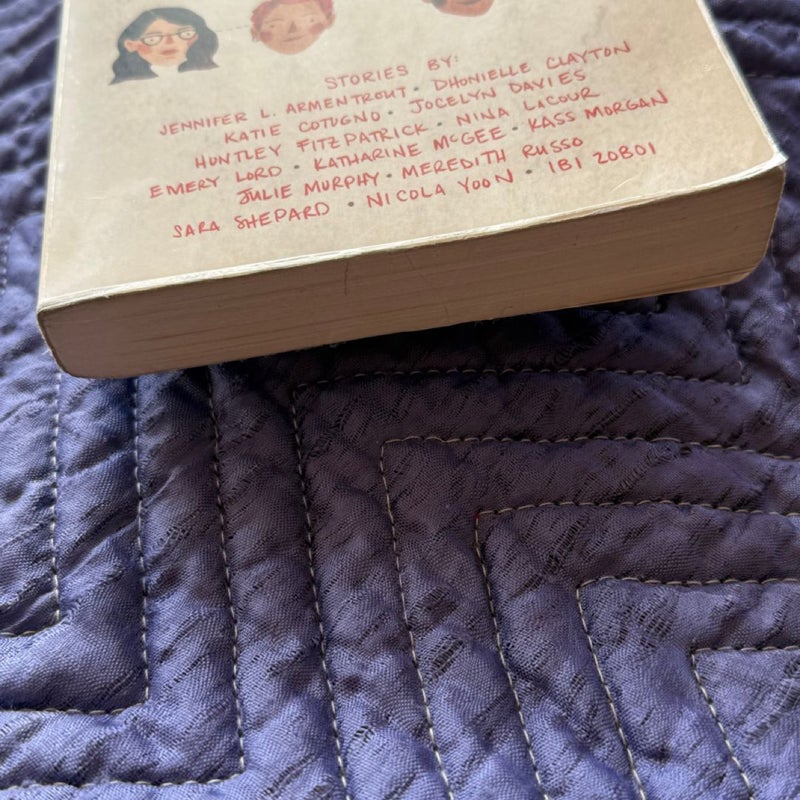 STORIES BY:
JENNIFER L. ARMENTROUT • DHONIELLE CLAYTON
KATIE COTUGNO • JOCELYN DAVIES
HUNTLEY FITZPATRICK • NINA LaCOUR
EMERY LORD • KATHARINE McGEE • KASS MORGAN
JULIE MURPHY • MEREDITH RUSSO
SARA SHEPARD • NICOLA YOON • IBI ZOBOI